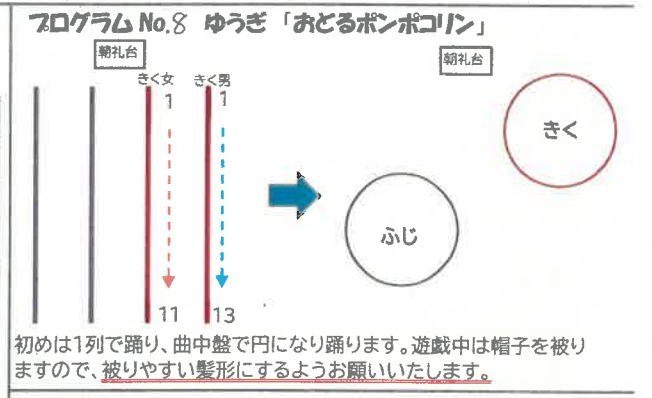 プログラム No.8 ゆうぎ 「おどるポンポコリン」
朝礼台
朝礼台
きく女 きく男
1 1
きく
ふじ
11 13
初めは1列で踊り、曲中盤で円になり踊ります。遊戯中は帽子を被り
ますので、被りやすい髪形にするようお願いいたします。